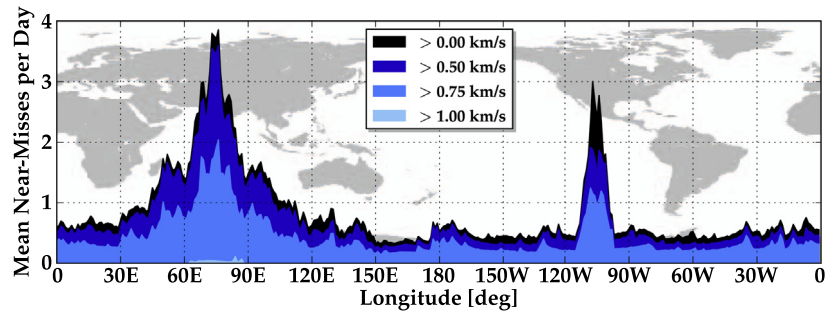 Mean Near-Misses per Day
4
3
2
1
0
> 0.00 km/s
> 0.50 km/s
> 0.75 km/s
> 1.00 km/s
0 30E 60E 90E 120E 150E 180 150W 120W 90W 60W 30W 0
Longitude [deg]